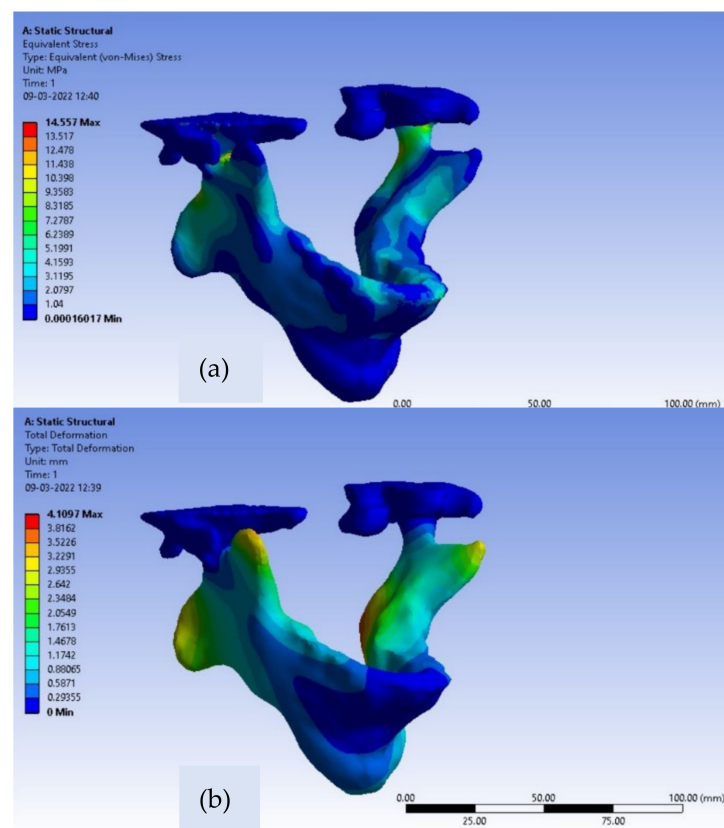 A: Static Structural
Equivalent Stress
Type: Equivalent (von-Mises) Stress
Unit: MPa
Time: 1
09-03-2022 12:40
14.557 Max
13.517
12.478
11.438
10.398
9.3583
8.3185
7.2787
6.2389
5.1991
4.1593
3.1195
2.0797
1.04
0.00016017 Min
(a)
0.00 50.00 100.00 (mm)
A: Static Structural
Total Deformation
Type: Total Deformation
Unit: mm
Time: 1
09-03-2022 12:39
4.1097 Max
3.8162
3.5226
3.2291
2.9355
2.642
2.3484
2.0549
1.7613
1.4678
1.1742
0.88065
0.5871
0.29355
0 Min
(b)
0.00 50.00 100.00 (mm)
25.00 75.00